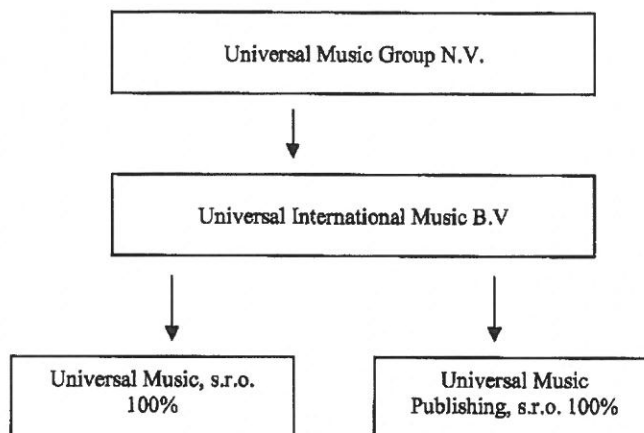 Universal Music Group N.V.
Universal International Music B.V
Universal Music, s.r.o.
100%
Universal Music
Publishing, s.r.o. 100%